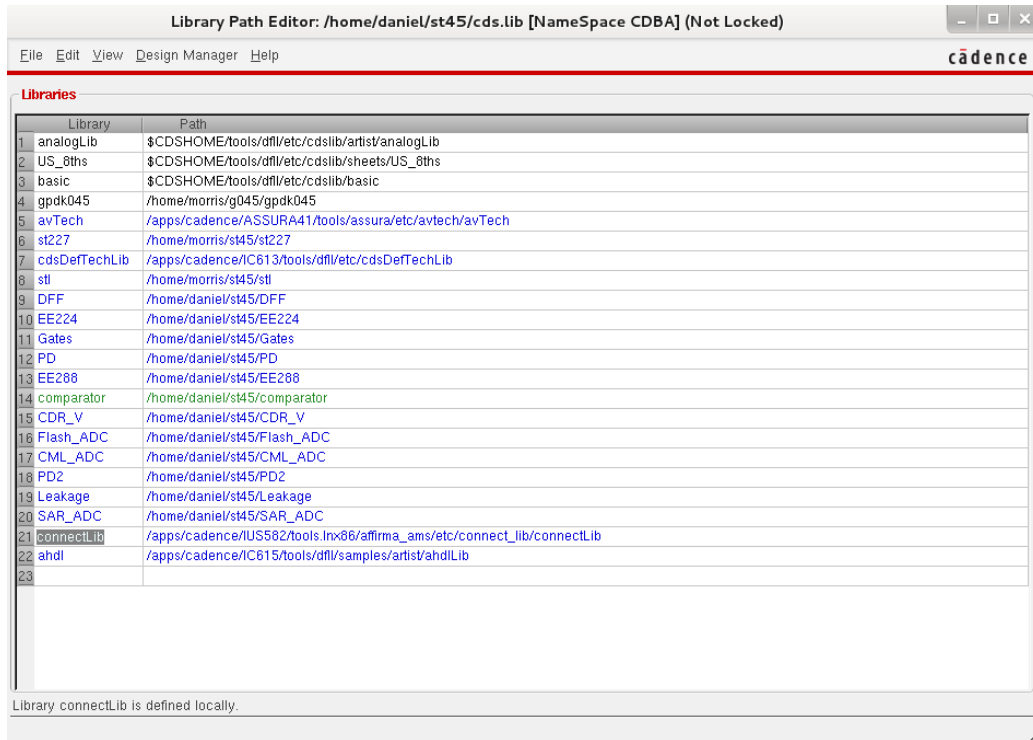 Library Path Editor: /home/daniel/st45/cds.lib [NameSpace CDBA] (Not Locked)
File Edit View Design Manager Help
cādence
Libraries
Library Path
1 analogLib $CDSHOME/tools/dfII/etc/cdslib/artist/analogLib
2 US_8ths $CDSHOME/tools/dfII/etc/cdslib/sheets/US_8ths
3 basic $CDSHOME/tools/dfII/etc/cdslib/basic
4 gpdk045 /home/morris/g045/gpdk045
5 avTech /apps/cadence/ASSURA41/tools/assura/etc/avtech/avTech
6 st227 /home/morris/st45/st227
7 cdsDefTechLib /apps/cadence/IC613/tools/dfII/etc/cdsDefTechLib
8 stl /home/morris/st45/stl
9 DFF /home/daniel/st45/DFF
10 EE224 /home/daniel/st45/EE224
11 Gates /home/daniel/st45/Gates
12 PD /home/daniel/st45/PD
13 EE288 /home/daniel/st45/EE288
14 comparator /home/daniel/st45/comparator
15 CDR_V /home/daniel/st45/CDR_V
16 Flash_ADC /home/daniel/st45/Flash_ADC
17 CML_ADC /home/daniel/st45/CML_ADC
18 PD2 /home/daniel/st45/PD2
19 Leakage /home/daniel/st45/Leakage
20 SAR_ADC /home/daniel/st45/SAR_ADC
21 connectLib /apps/cadence/IUS582/tools.lnx86/affirma_ams/etc/connect_lib/connectLib
22 ahdl /apps/cadence/IC615/tools/dfII/samples/artist/ahdlLib
23
Library connectLib is defined locally.